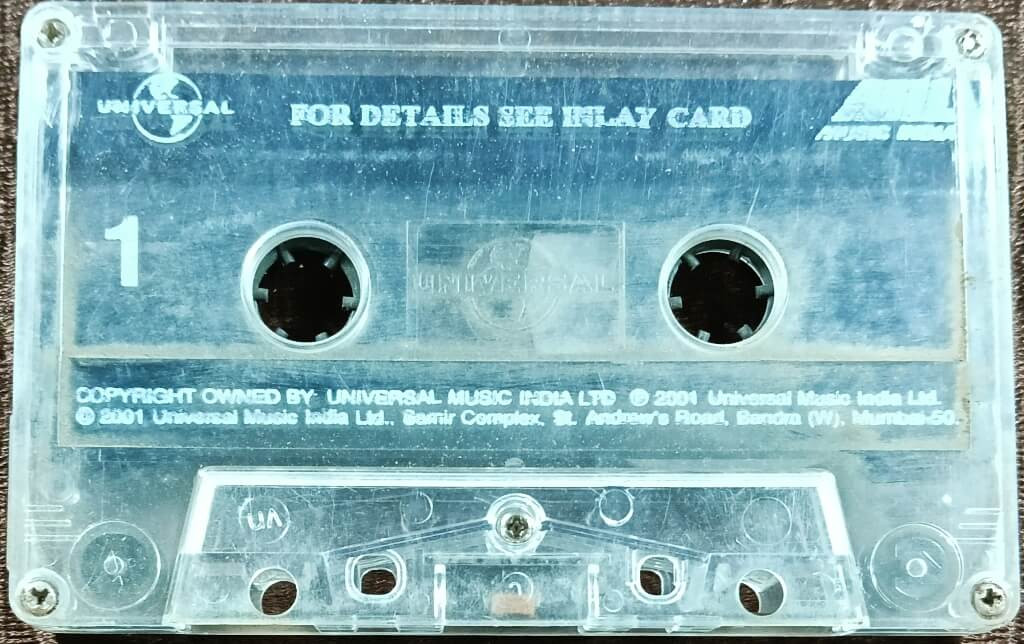 UNIVERSAL
FOR DETAILS SEE INLAY CARD
MUSIC INDIA
1
UNIVERSAL
COPYRIGHT OWNED BY: UNIVERSAL MUSIC INDIA LTD ℗ 2001 Universal Music India Ltd.
© 2001 Universal Music India Ltd., Samir Complex, St. Andrew's Road, Bandra (W), Mumbai-50.